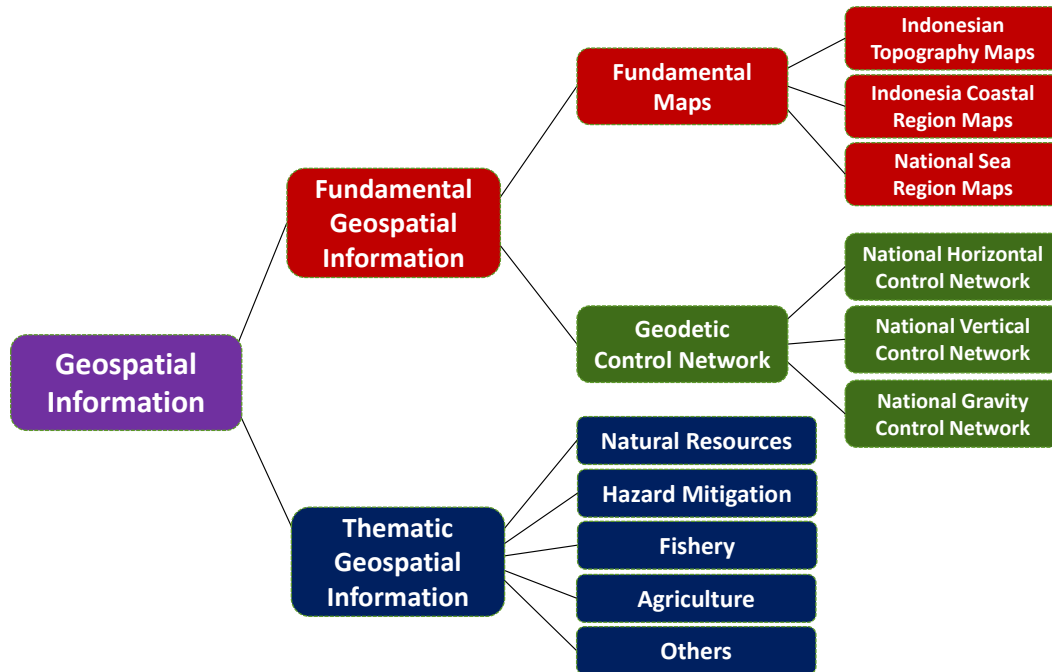 Geospatial
Information
Fundamental
Geospatial
Information
Fundamental
Maps
Indonesian
Topography Maps
Indonesia Coastal
Region Maps
National Sea
Region Maps
Geodetic
Control Network
National Horizontal
Control Network
National Vertical
Control Network
National Gravity
Control Network
Thematic
Geospatial
Information
Natural Resources
Hazard Mitigation
Fishery
Agriculture
Others